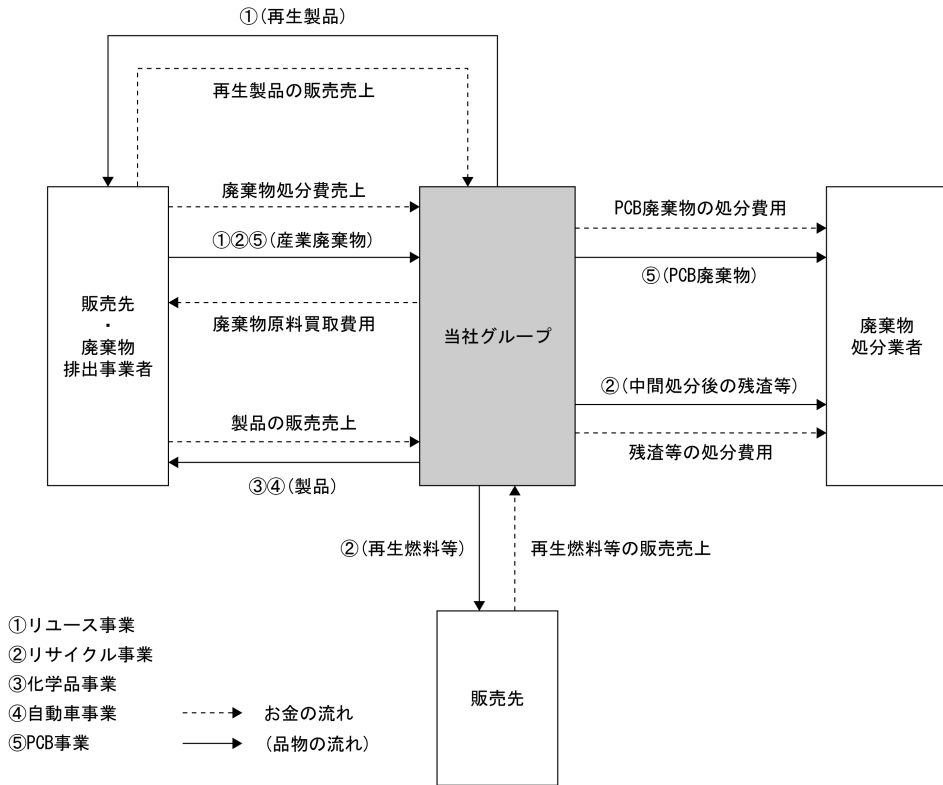 ①(再生製品)
再生製品の販売売上
廃棄物処分費売上
①②⑤(産業廃棄物)
廃棄物原料買取費用
製品の販売売上
③④(製品)
販売先
・
廃棄物
排出事業者
当社グループ
PCB廃棄物の処分費用
⑤(PCB廃棄物)
②(中間処分後の残渣等)
残渣等の処分費用
廃棄物
処分業者
②(再生燃料等)
再生燃料等の販売売上
販売先
①リユース事業
②リサイクル事業
③化学品事業
④自動車事業
⑤PCB事業
お金の流れ
(品物の流れ)